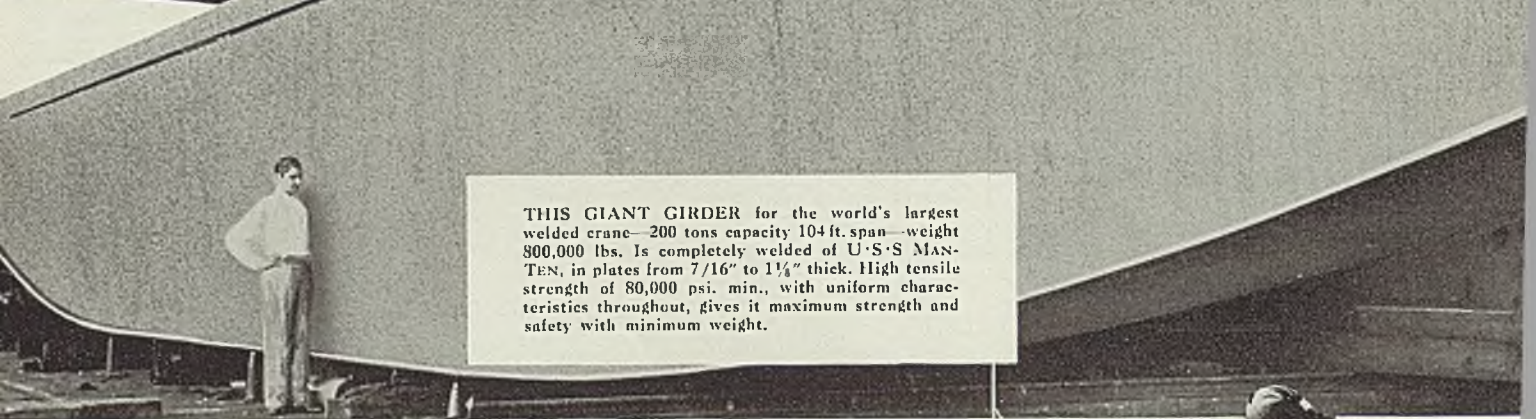 THIS GIANT GIRDER for the world's largest
welded crane—200 tons capacity 104 ft. span—weight
800,000 lbs. Is completely welded of U·S·S MAN-
TEN, in plates from 7/16″ to 1⅛″ thick. High tensile
strength of 80,000 psi. min., with uniform charac-
teristics throughout, gives it maximum strength and
safety with minimum weight.